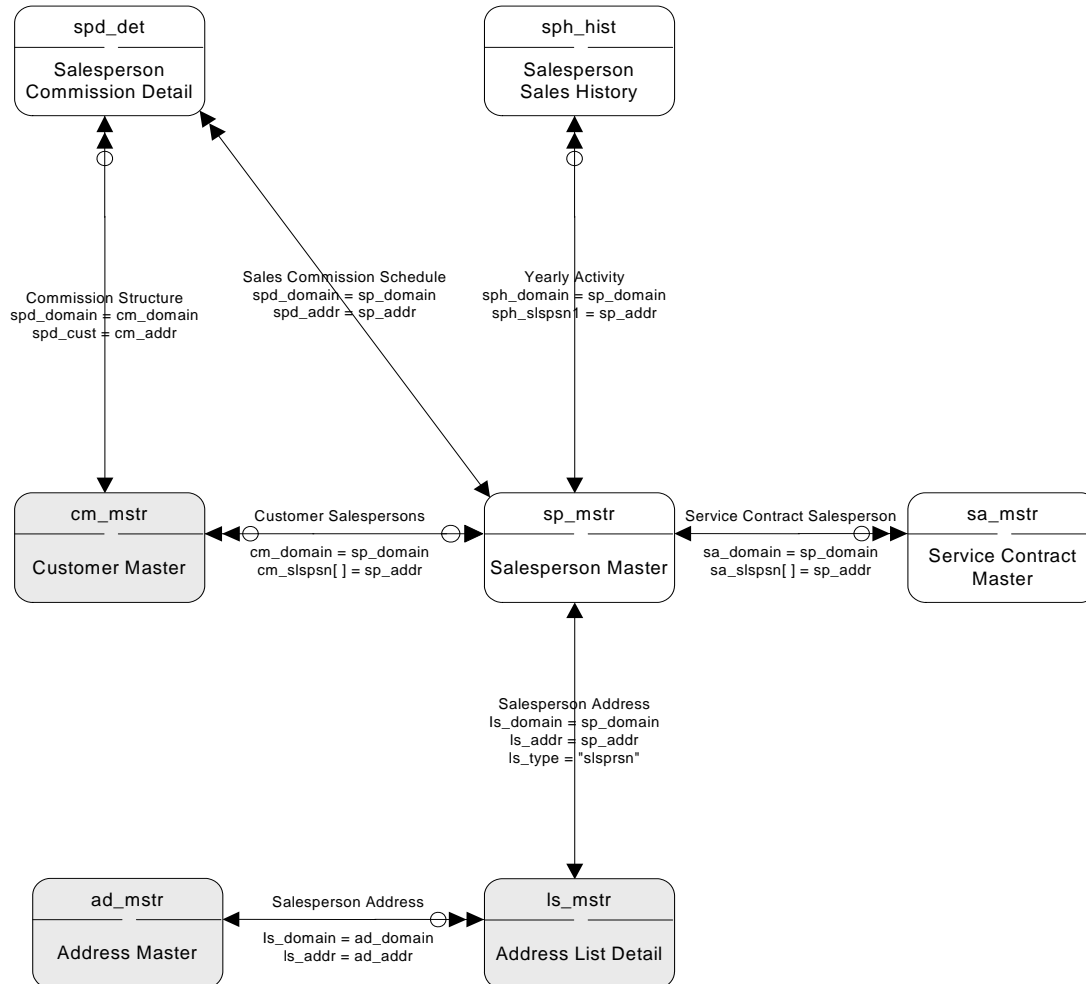 spd_det
Salesperson
Commission Detail
sph_hist
Salesperson
Sales History
Sales Commission Schedule
spd_domain = sp_domain
spd_addr = sp_addr
Yearly Activity
sph_domain = sp_domain
sph_slspsn1 = sp_addr
Commission Structure
spd_domain = cm_domain
spd_cust = cm_addr
cm_mstr
Customer Master
Customer Salespersons
cm_domain = sp_domain
cm_slspsn[ ] = sp_addr
sp_mstr
Salesperson Master
Service Contract Salesperson
sa_domain = sp_domain
sa_slspsn[ ] = sp_addr
sa_mstr
Service Contract
Master
Salesperson Address
ls_domain = sp_domain
ls_addr = sp_addr
ls_type = "slsprsn"
ad_mstr
Address Master
Salesperson Address
ls_domain = ad_domain
ls_addr = ad_addr
ls_mstr
Address List Detail